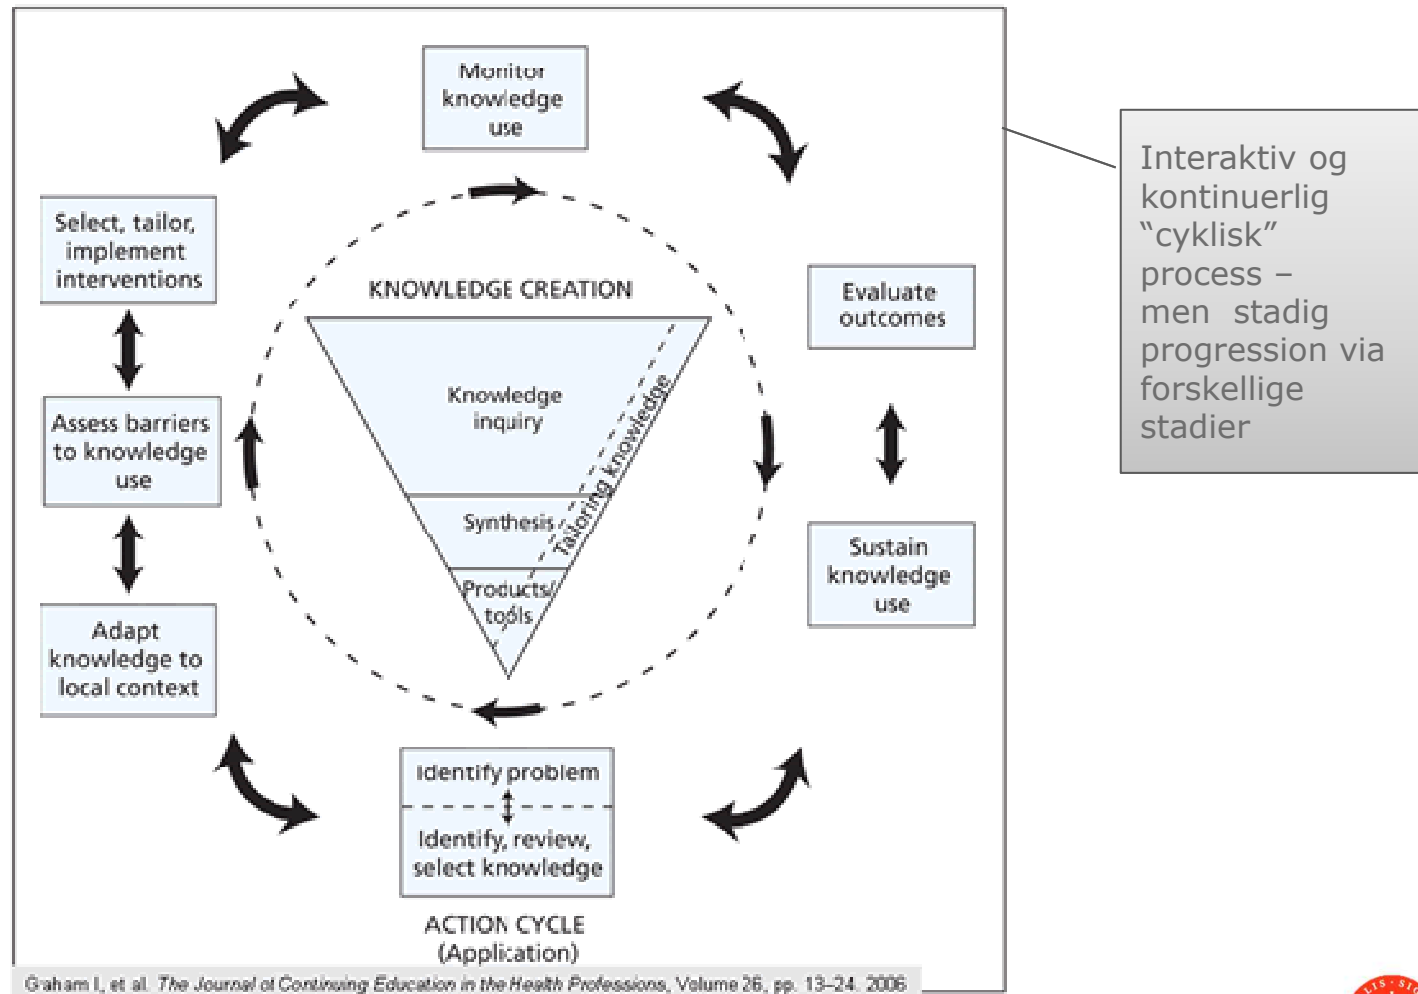 Monitor
knowledge
use
Select, tailor,
implement
interventions
KNOWLEDGE CREATION
Evaluate
outcomes
Knowledge
inquiry
Tailoring knowledge
Assess barriers
to knowledge
use
Synthesis
Products/
tools
Sustain
knowledge
use
Adapt
knowledge to
local context
Identify problem
Identify, review,
select knowledge
ACTION CYCLE
(Application)
Graham I, et al. The Journal of Continuing Education in the Health Professions, Volume 26, pp. 13–24. 2006
Interaktiv og
kontinuerlig
“cyklisk”
process –
men stadig
progression via
forskellige
stadier